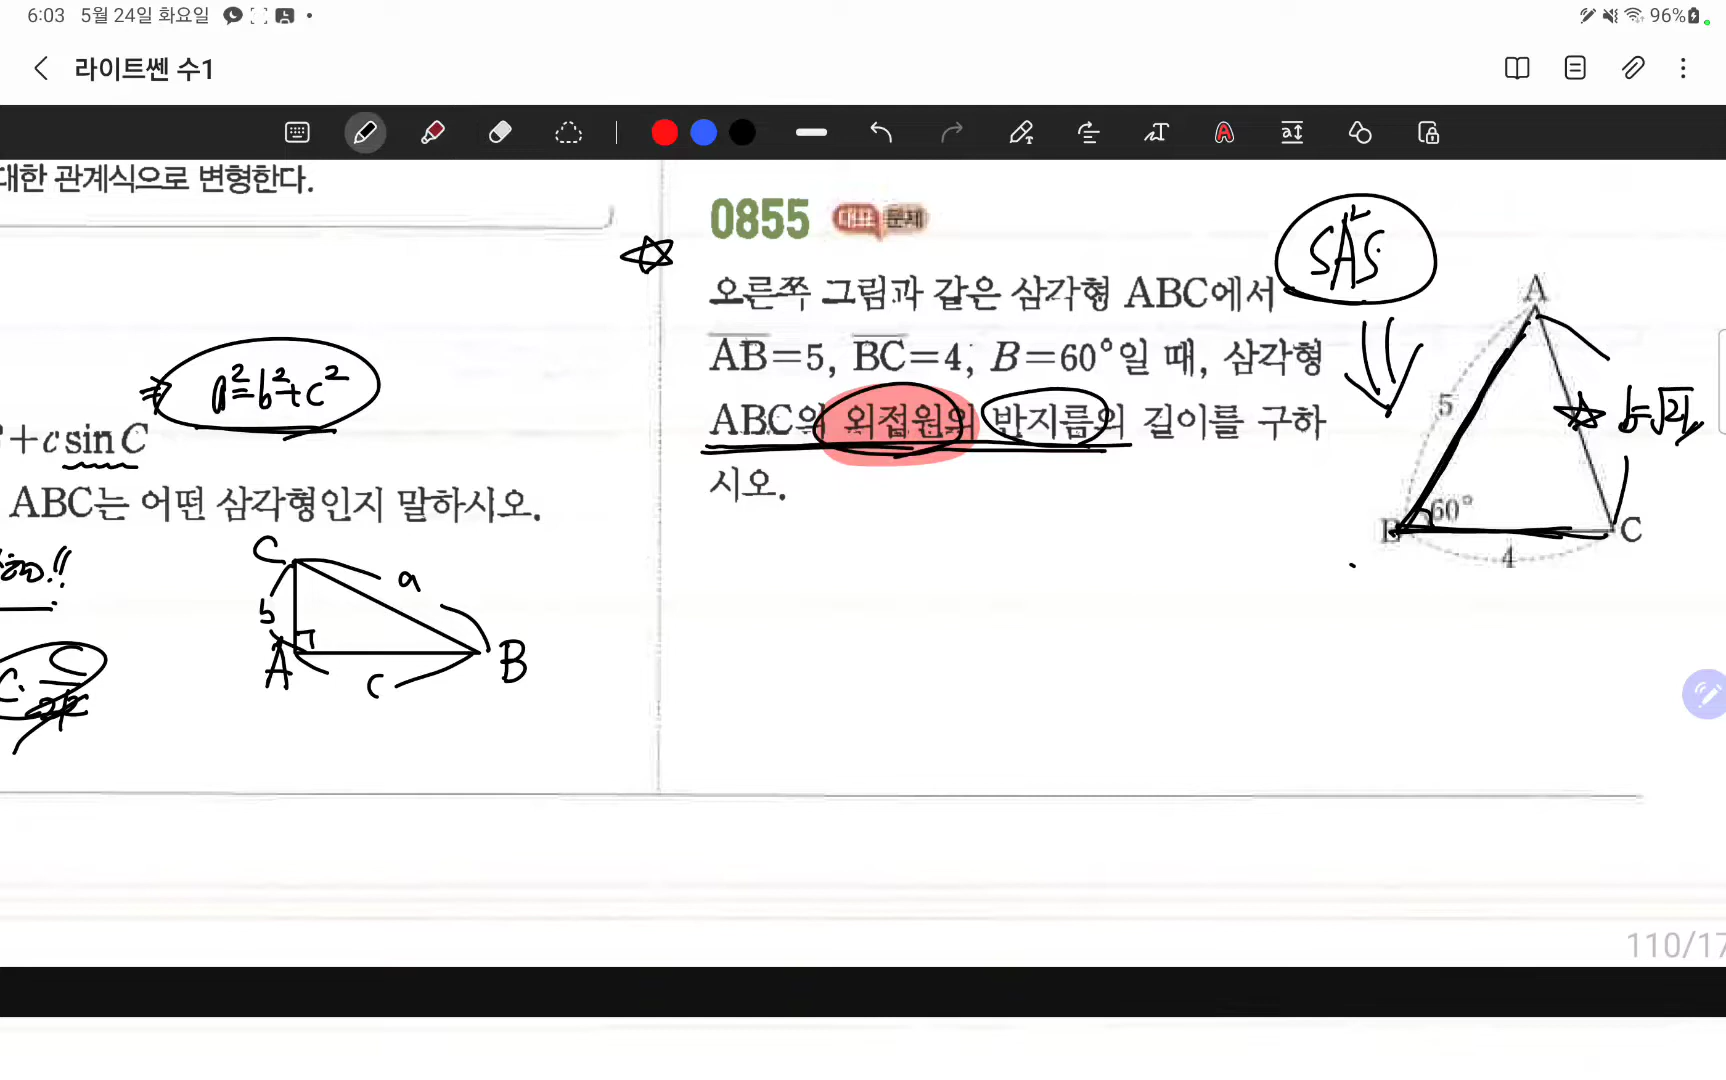 6:03 5월 24일 화요일 96%
라이트쎈 수1
대한 관계식으로 변형한다.
a²=b²+c²
+c sin C
ABC는 어떤 삼각형인지 말하시오.
C
a
b
A
c
B
0855 대표 문제
오른쪽 그림과 같은 삼각형 ABC에서
AB=5, BC=4, B=60°일 때, 삼각형
ABC의 외접원의 반지름의 길이를 구하
시오.
SAS
A
5
b=√21
60°
B
C
4
110/17